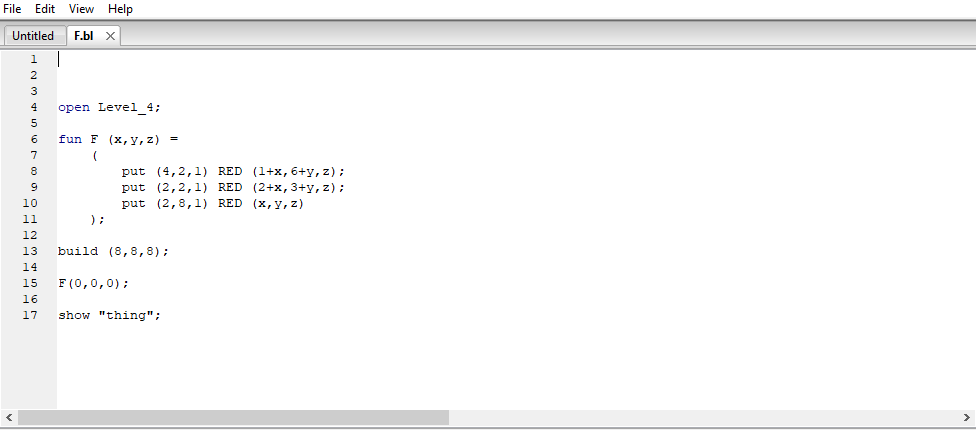 File Edit View Help
Untitled F.bl
1
2
3
4 open Level_4;
5
6 fun F (x,y,z) =
7 (
8 put (4,2,1) RED (1+x,6+y,z);
9 put (2,2,1) RED (2+x,3+y,z);
10 put (2,8,1) RED (x,y,z)
11 );
12
13 build (8,8,8);
14
15 F(0,0,0);
16
17 show "thing";